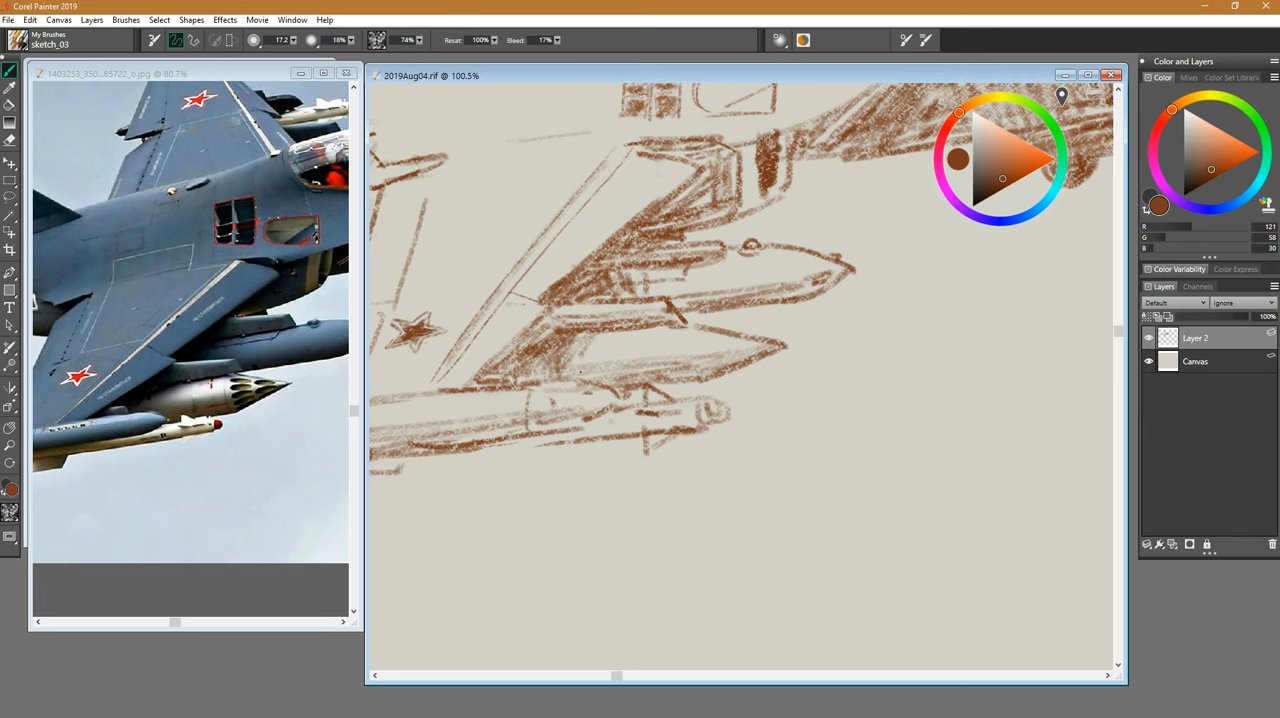 Corel Painter 2019
File Edit Canvas Layers Brushes Select Shapes Effects Movie Window Help
My Brushes
sketch_03
17.2
18%
74%
Resat: 100%
Bleed: 17%
1403253_350...85722_o.jpg @ 80.7%
2019Aug04.rif @ 100.5%
Color and Layers
Color Mixer Color Set Librari
R 121
G 58
B 30
Color Variability Color Express
Layers Channels
Default Ignore
100%
Layer 2
Canvas